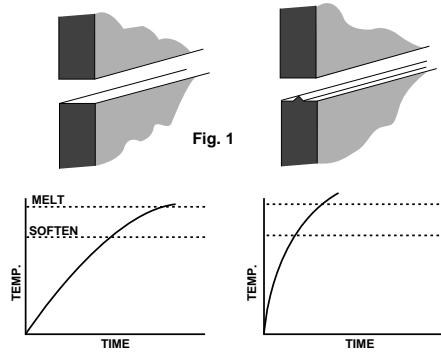 Fig. 1
MELT
SOFTEN
TEMP.
TIME
TEMP.
TIME